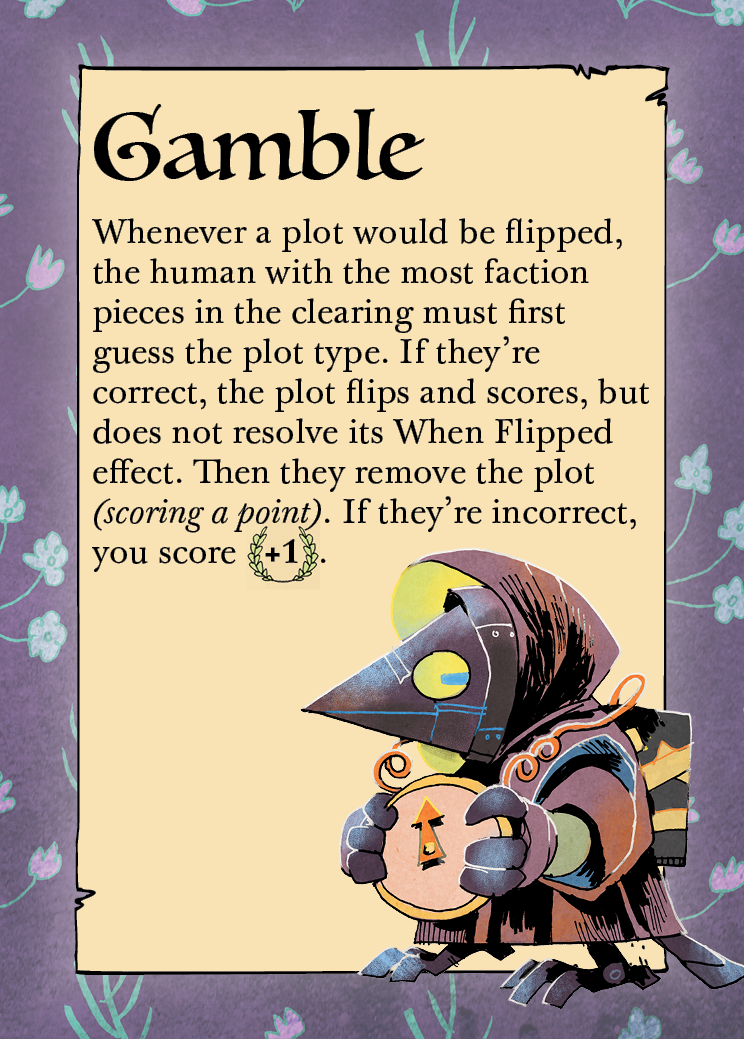 Gamble
Whenever a plot would be flipped,
the human with the most faction
pieces in the clearing must first
guess the plot type. If they’re
correct, the plot flips and scores, but
does not resolve its When Flipped
effect. Then they remove the plot
(scoring a point). If they’re incorrect,
you score +1.